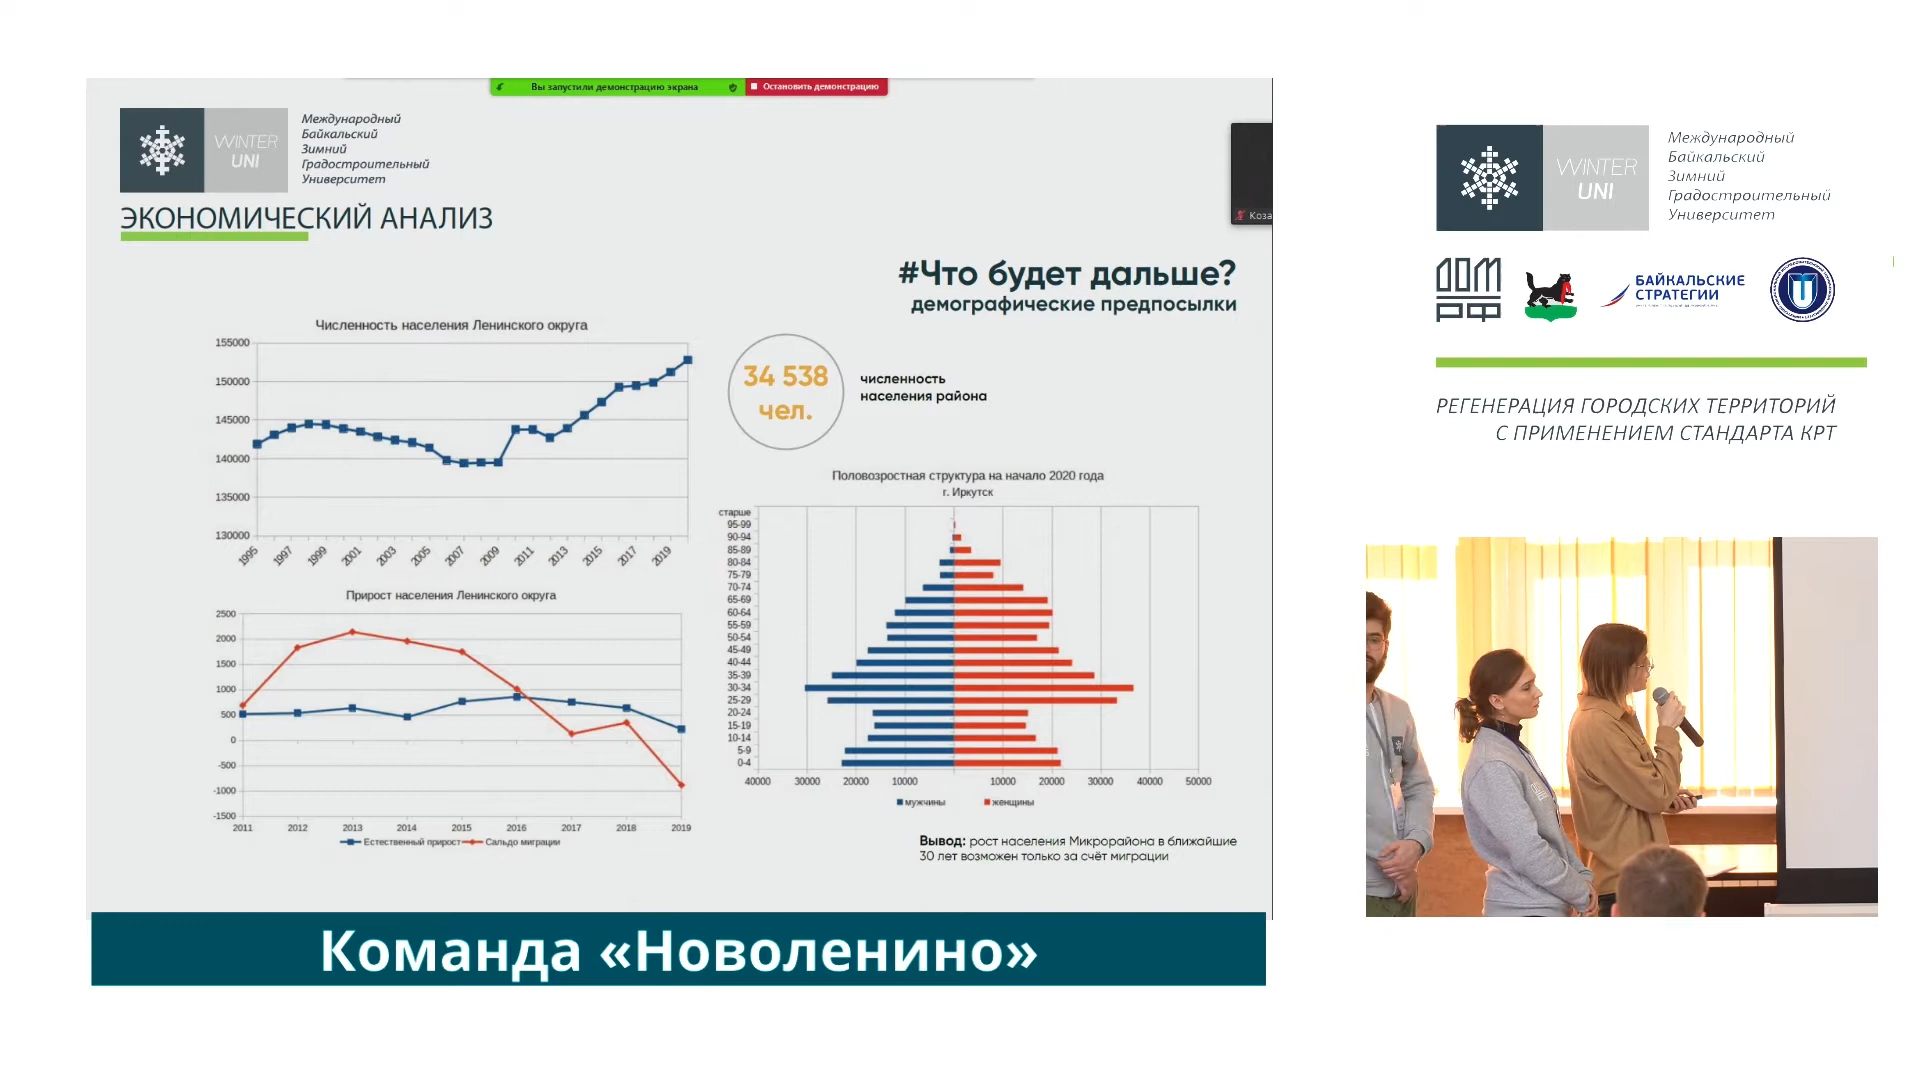 Вы запустили демонстрацию экрана
Остановить демонстрацию
WINTER
UNI
Международный
Байкальский
Зимний
Градостроительный
Университет
ЭКОНОМИЧЕСКИЙ АНАЛИЗ
Коза
#Что будет дальше?
демографические предпосылки
Численность населения Ленинского округа
155000
150000
145000
140000
135000
130000
1995
1997
1999
2001
2003
2005
2007
2009
2011
2013
2015
2017
2019
34 538
чел.
численность
населения района
Прирост населения Ленинского округа
2500
2000
1500
1000
500
0
-500
-1000
-1500
2011
2012
2013
2014
2015
2016
2017
2018
2019
Естественный прирост
Сальдо миграции
Половозростная структура на начало 2020 года
г. Иркутск
старше
95-99
90-94
85-89
80-84
75-79
70-74
65-69
60-64
55-59
50-54
45-49
40-44
35-39
30-34
25-29
20-24
15-19
10-14
5-9
0-4
40000
30000
20000
10000
10000
20000
30000
40000
50000
мужчины
женщины
Вывод: рост населения Микрорайона в ближайшие
30 лет возможен только за счёт миграции
Команда «Новоленино»
WINTER
UNI
Международный
Байкальский
Зимний
Градостроительный
Университет
ДОМ
РФ
БАЙКАЛЬСКИЕ
СТРАТЕГИИ
РЕГЕНЕРАЦИЯ ГОРОДСКИХ ТЕРРИТОРИЙ
С ПРИМЕНЕНИЕМ СТАНДАРТА КРТ